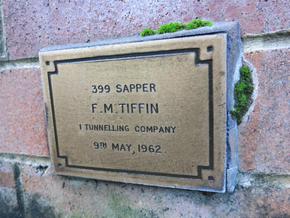 399 SAPPER
F. M. TIFFIN
1 TUNNELLING COMPANY
9TH MAY, 1962.